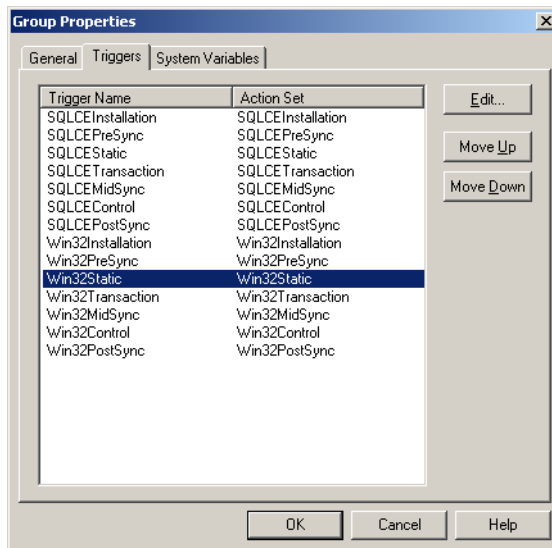 Group Properties
General Triggers System Variables
Trigger Name Action Set Edit...
SQLCEInstallation SQLCEInstallation
SQLCEPreSync SQLCEPreSync
SQLCEStatic SQLCEStatic Move Up
SQLCETransaction SQLCETransaction
SQLCEMidSync SQLCEMidSync Move Down
SQLCEControl SQLCEControl
SQLCEPostSync SQLCEPostSync
Win32Installation Win32Installation
Win32PreSync Win32PreSync
Win32Static Win32Static
Win32Transaction Win32Transaction
Win32MidSync Win32MidSync
Win32Control Win32Control
Win32PostSync Win32PostSync
OK Cancel Help